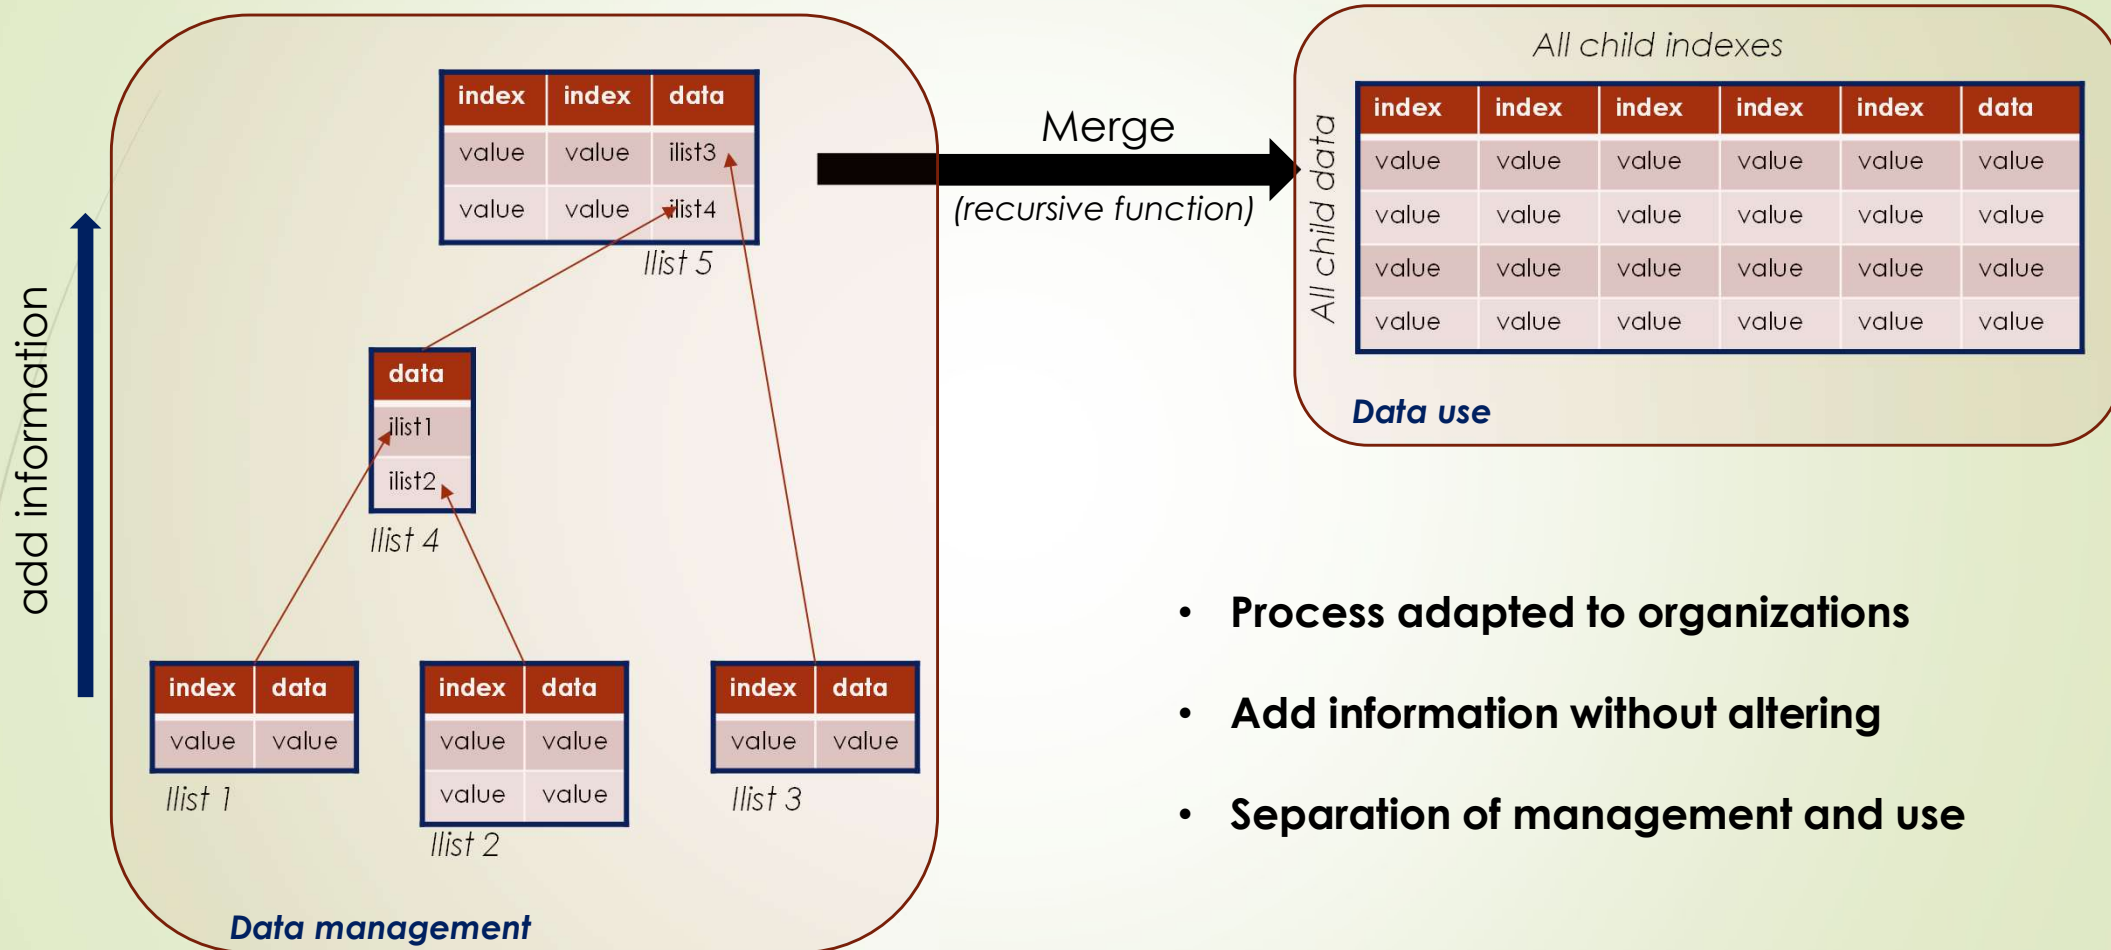 add information
index index data
value value ilist3
value value ilist4
Ilist 5
data
ilist1
ilist2
Ilist 4
index data
value value
Ilist 1
index data
value value
value value
Ilist 2
index data
value value
Ilist 3
Data management
Merge
(recursive function)
All child indexes
All child data
index index index index index data
value value value value value value
value value value value value value
value value value value value value
value value value value value value
Data use
• Process adapted to organizations
• Add information without altering
• Separation of management and use